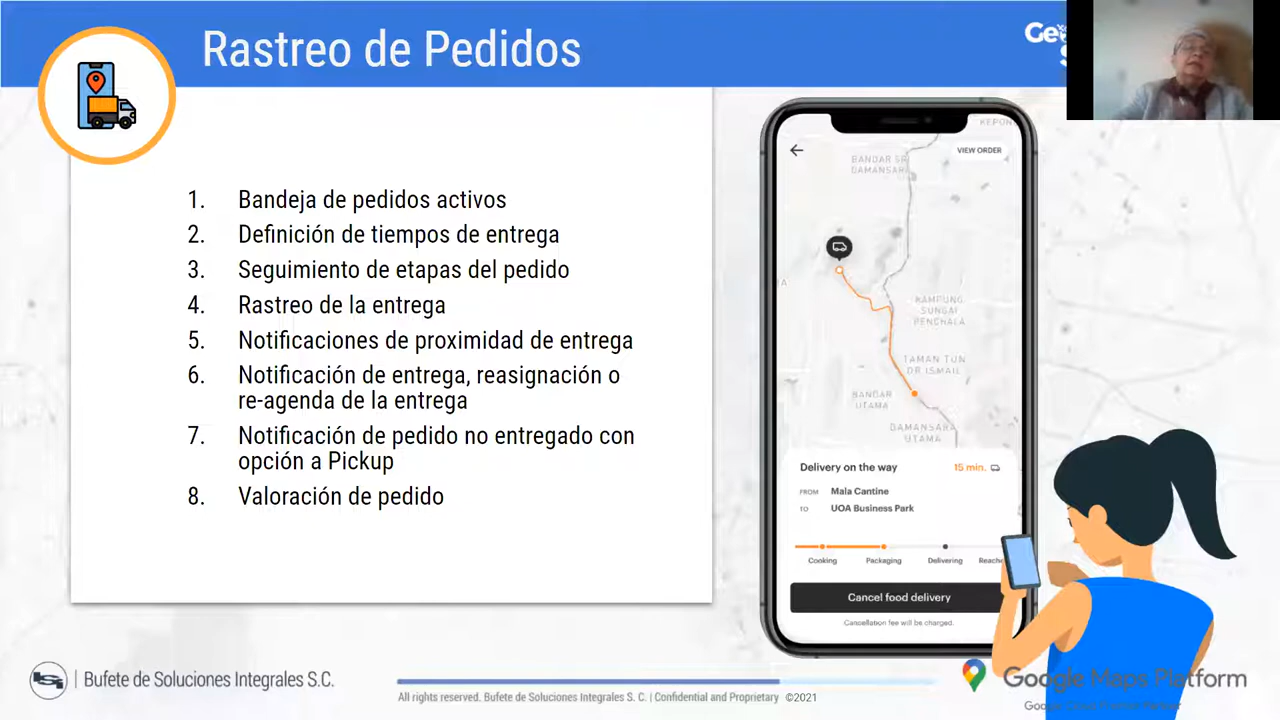 Rastreo de Pedidos
1. Bandeja de pedidos activos
2. Definición de tiempos de entrega
3. Seguimiento de etapas del pedido
4. Rastreo de la entrega
5. Notificaciones de proximidad de entrega
6. Notificación de entrega, reasignación o
re-agenda de la entrega
7. Notificación de pedido no entregado con
opción a Pickup
8. Valoración de pedido
KEPON
VIEW ORDER
BANDAR SR
DAMANSARA
KAMPUNG
SUNGAI
PENCHALA
TAMAN TUN
DR ISMAIL
BANDAR
UTAMA
DAMANSARA
UTAMA
Delivery on the way 15 min.
FROM Mala Cantine
TO UOA Business Park
Cooking Packaging Delivering Reache
Cancel food delivery
Cancellation fee will be charged.
Bufete de Soluciones Integrales S.C.
All rights reserved. Bufete de Soluciones Integrales S. C. | Confidential and Proprietary ©2021
Google Maps Platform